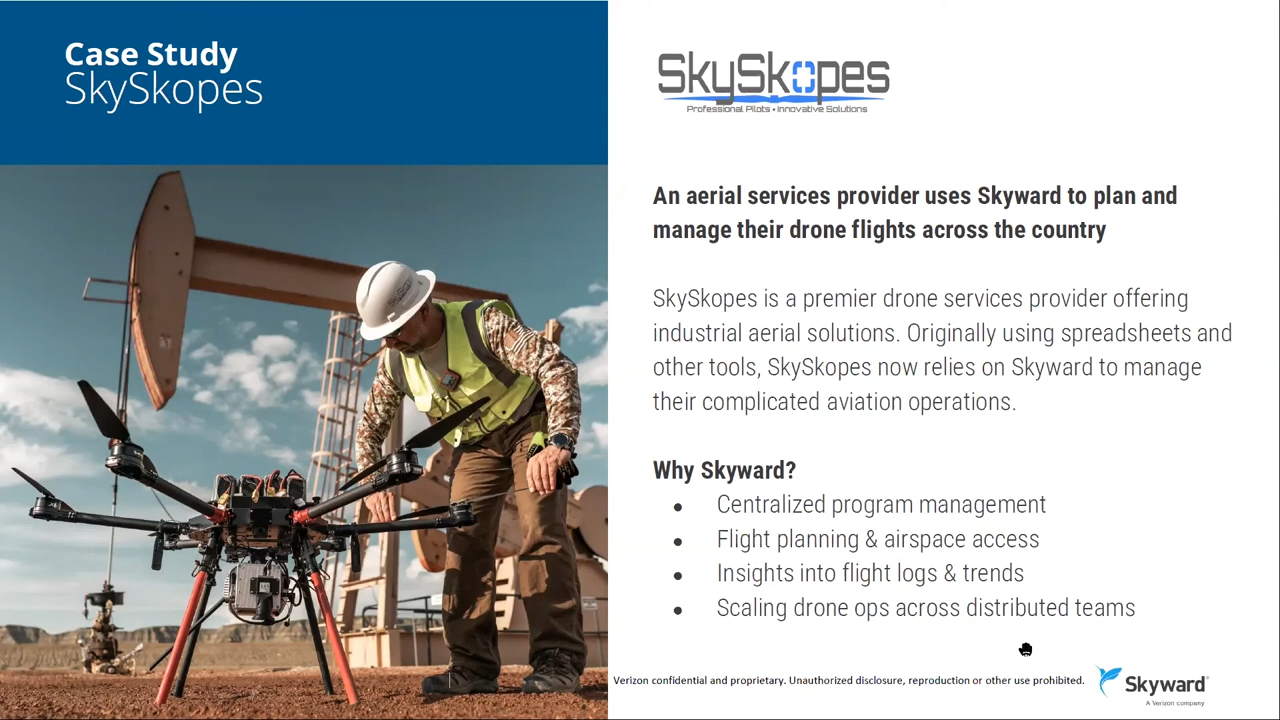 Case Study
SkySkopes
SkySkopes
Professional Pilots • Innovative Solutions
An aerial services provider uses Skyward to plan and
manage their drone flights across the country
SkySkopes is a premier drone services provider offering
industrial aerial solutions. Originally using spreadsheets and
other tools, SkySkopes now relies on Skyward to manage
their complicated aviation operations.
Why Skyward?
● Centralized program management
● Flight planning & airspace access
● Insights into flight logs & trends
● Scaling drone ops across distributed teams
Verizon confidential and proprietary. Unauthorized disclosure, reproduction or other use prohibited.
Skyward
A Verizon company